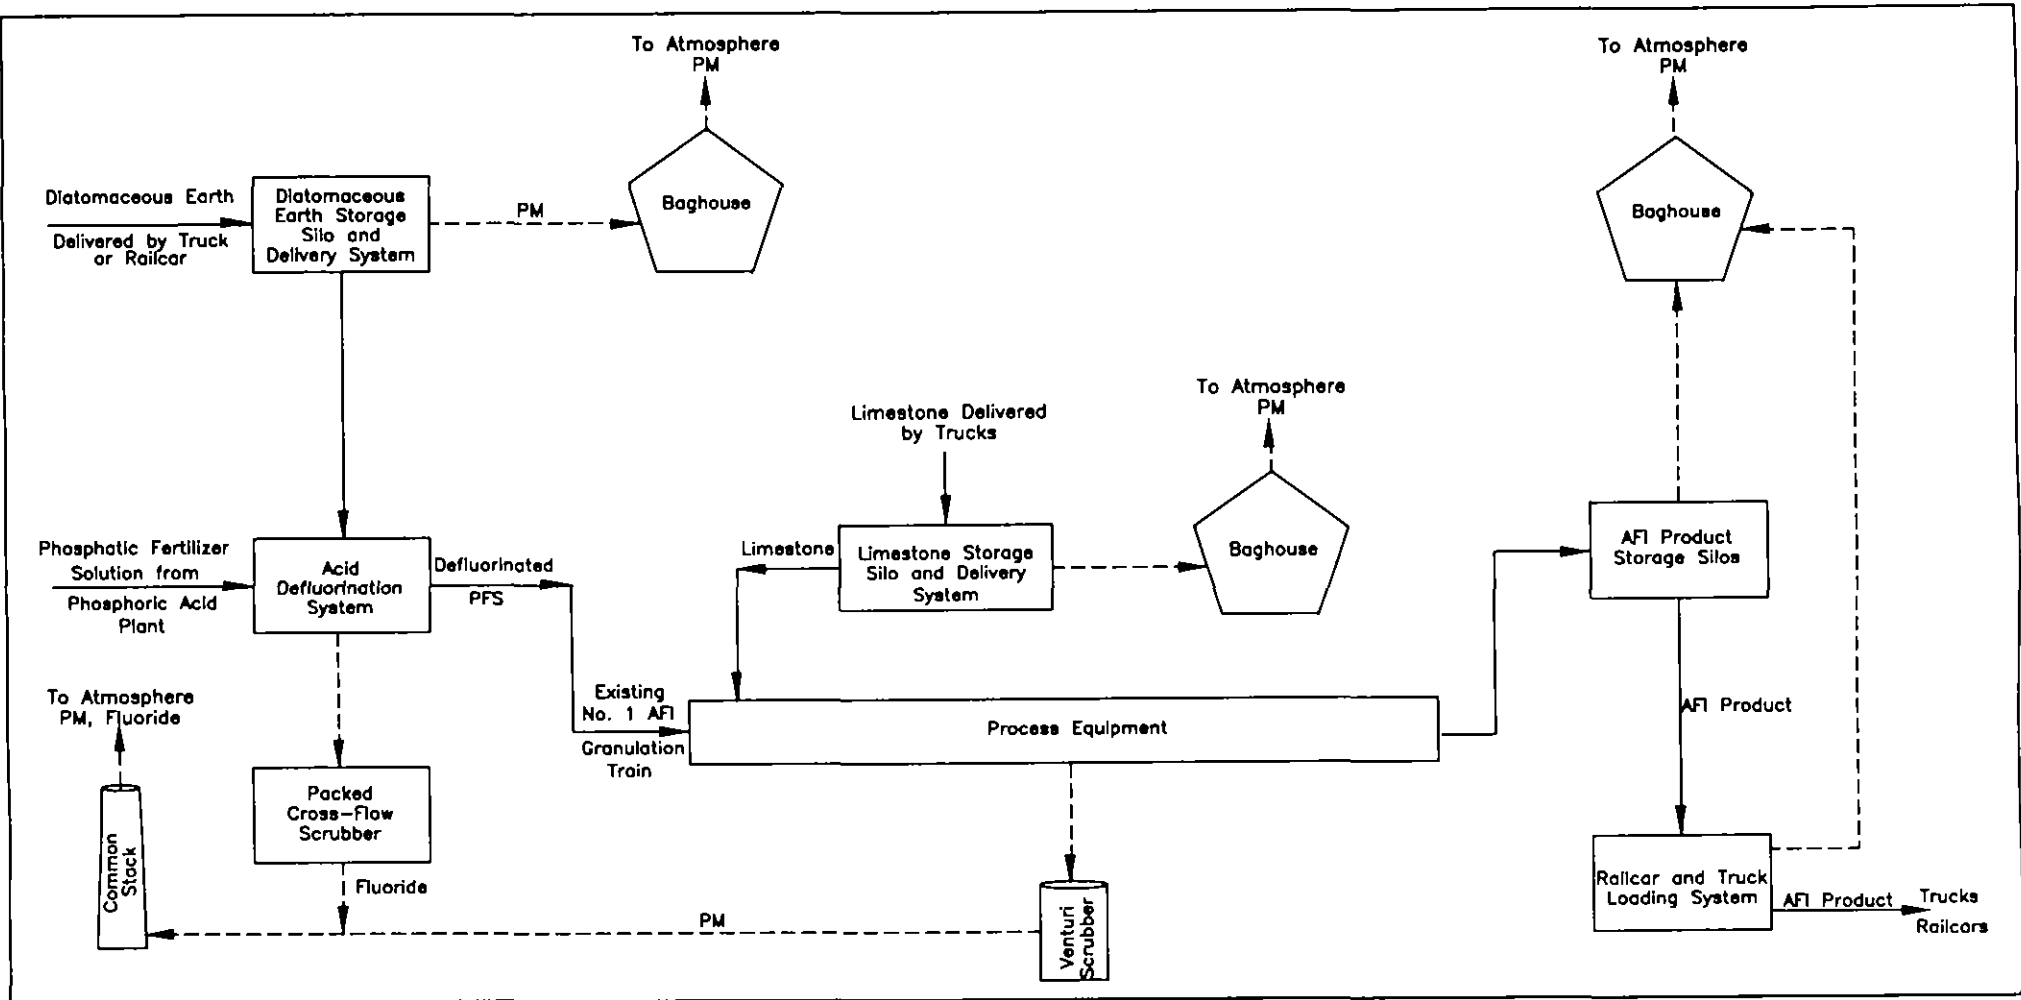 To Atmosphere
PM
To Atmosphere
PM
Diatomaceous Earth
Delivered by Truck
or Railcar
Diatomaceous
Earth Storage
Silo and
Delivery System
PM
Baghouse
Baghouse
To Atmosphere
PM
Limestone Delivered
by Trucks
Phosphatic Fertilizer
Solution from
Phosphoric Acid
Plant
Acid
Defluorination
System
Defluorinated
PFS
Limestone
Limestone Storage
Silo and Delivery
System
Baghouse
AFI Product
Storage Silos
To Atmosphere
PM, Fluoride
Existing
No. 1 AFI
Granulation
Train
Process Equipment
AFI Product
Packed
Cross-Flow
Scrubber
Common
Stack
Fluoride
PM
Venturi
Scrubber
Railcar and Truck
Loading System
AFI Product
Trucks
Railcars